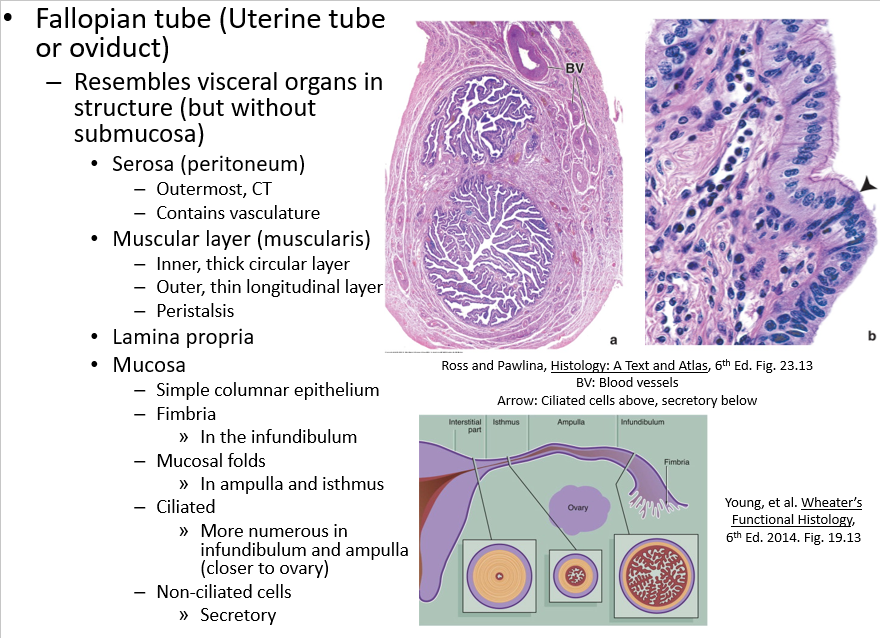 • Fallopian tube (Uterine tube
or oviduct)
– Resembles visceral organs in
structure (but without
submucosa)
• Serosa (peritoneum)
– Outermost, CT
– Contains vasculature
• Muscular layer (muscularis)
– Inner, thick circular layer
– Outer, thin longitudinal layer
– Peristalsis
• Lamina propria
• Mucosa
– Simple columnar epithelium
– Fimbria
» In the infundibulum
– Mucosal folds
» In ampulla and isthmus
– Ciliated
» More numerous in
infundibulum and ampulla
(closer to ovary)
– Non-ciliated cells
» Secretory
BV
a
b
Ross and Pawlina, Histology: A Text and Atlas, 6th Ed. Fig. 23.13
BV: Blood vessels
Arrow: Ciliated cells above, secretory below
Interstitial
part
Isthmus
Ampulla
Infundibulum
Fimbria
Ovary
Young, et al. Wheater's
Functional Histology,
6th Ed. 2014. Fig. 19.13